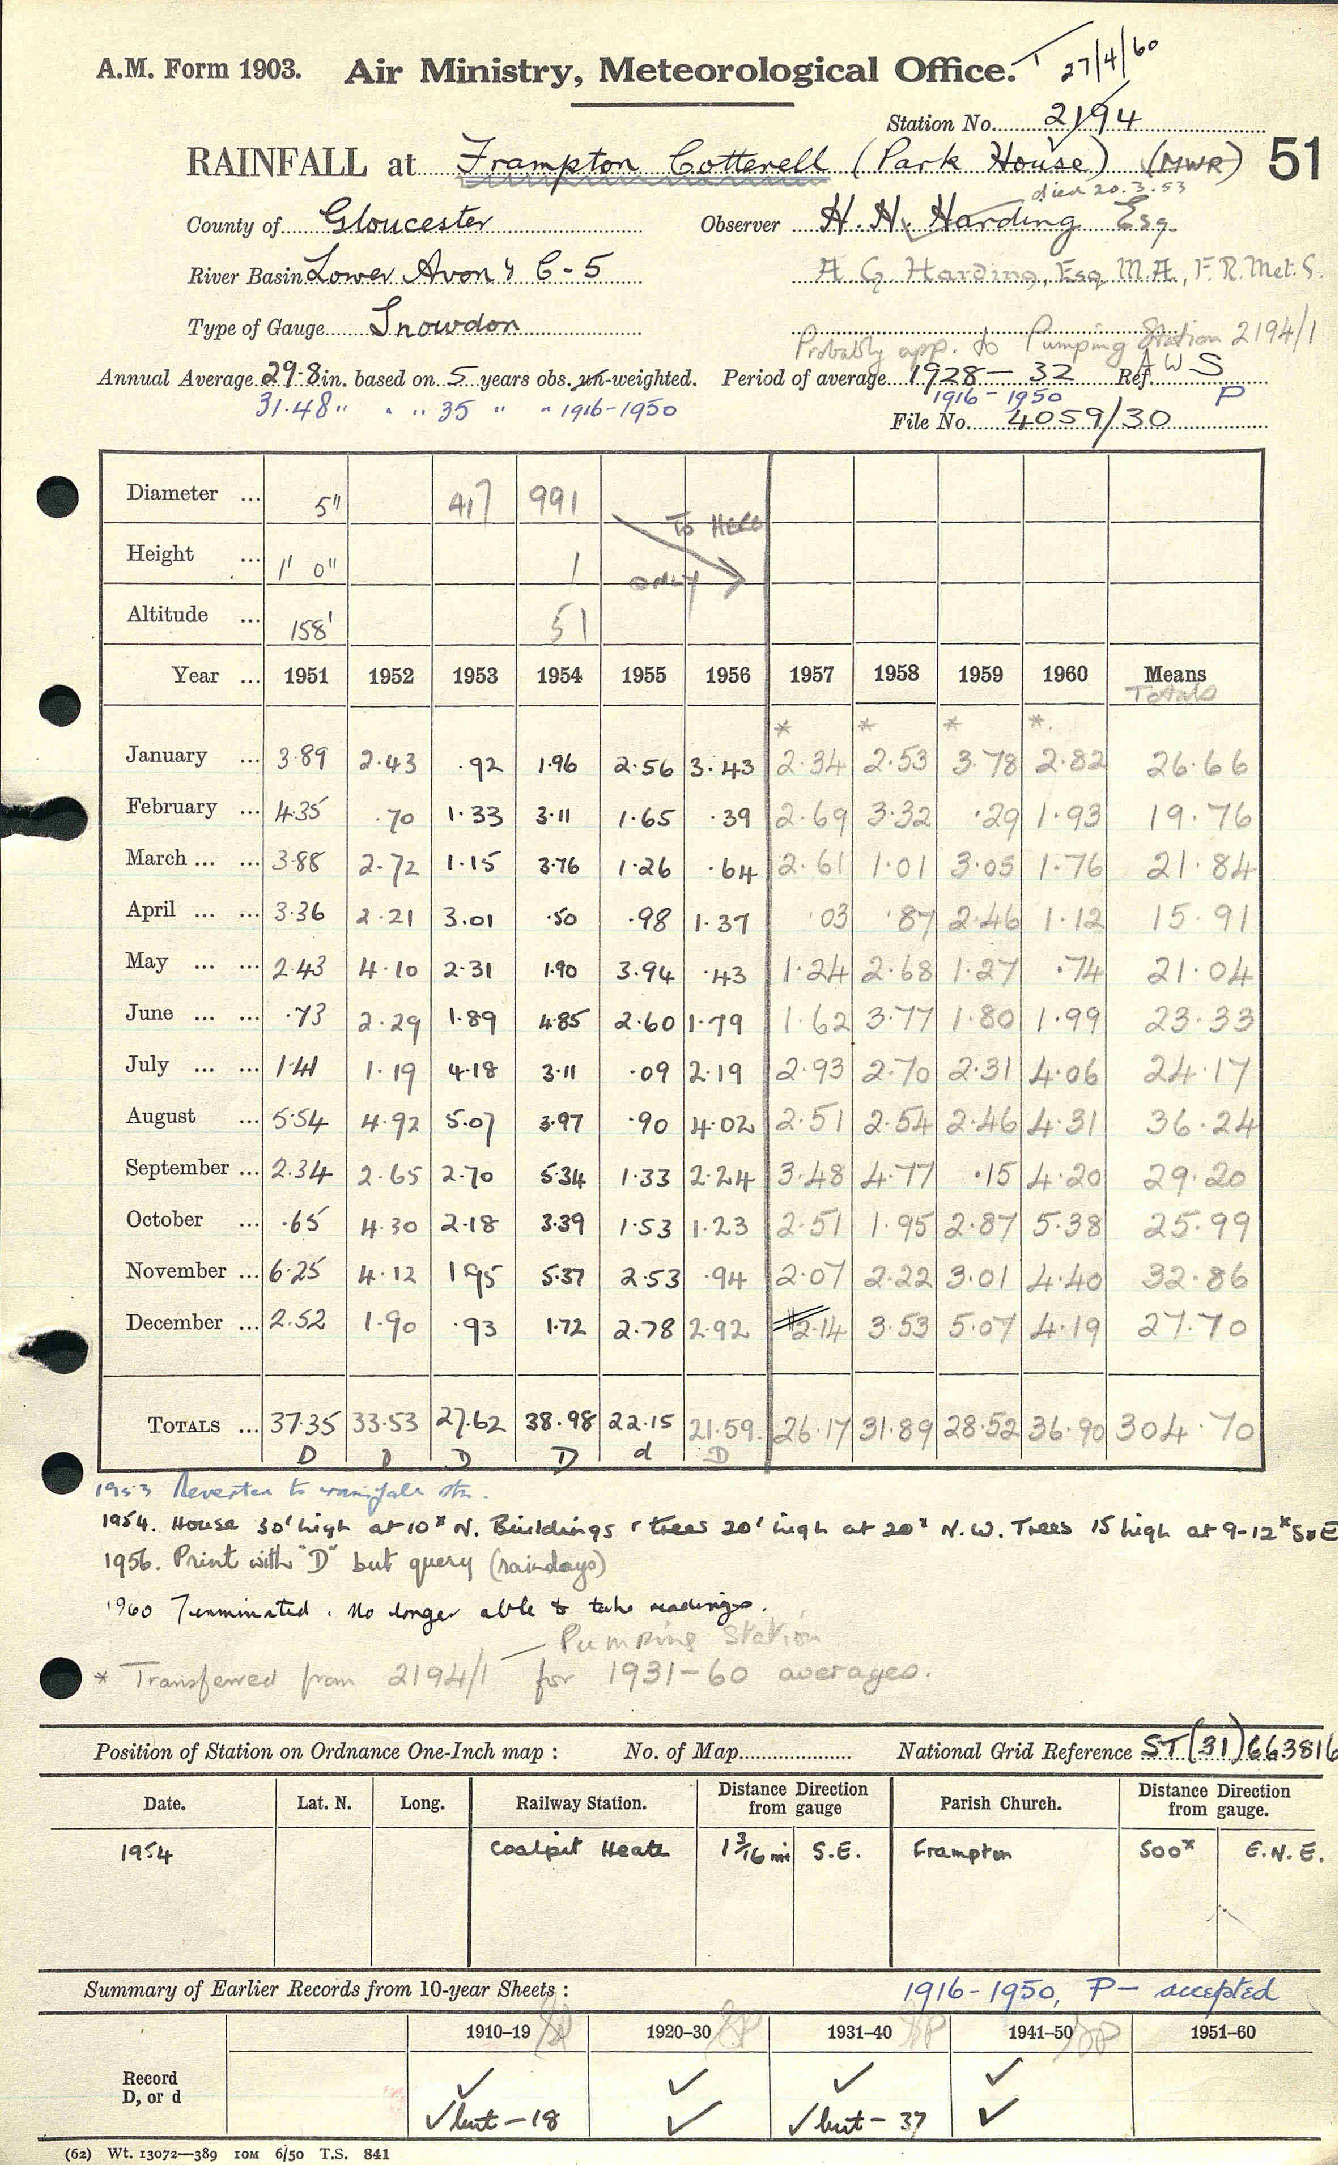 27/4/60
A.M. Form 1903. Air Ministry, Meteorological Office.
Station No. 2194
RAINFALL at Frampton Cotterell (Park House) (MWR) 51
died 20.3.53
County of Gloucester Observer H. H. Harding Esq
River Basin Lower Avon & C-5 A G Harding, Esq M.A., F.R.Met.S.
Type of Gauge Snowdon
Probably app. to Pumping Station 2194/1
Annual Average 29.8in. based on 5 years obs. un-weighted. Period of average 1928-32 Ref. A W S
31.48" " " 35 " " 1916-1950 1916-1950 P
File No. 4059/30
Diameter ... 5" 417 991
TO HERE
Height ... 1' 0" 1
ONLY
Altitude ... 158' 51
Year ... 1951 1952 1953 1954 1955 1956 1957 1958 1959 1960 Means
Totals
* * * *.
January ... 3.89 2.43 .92 1.96 2.56 3.43 2.34 2.53 3.78 2.82 26.66
February ... 4.35 .70 1.33 3.11 1.65 .39 2.69 3.32 .29 1.93 19.76
March ... ... 3.88 2.72 1.15 3.76 1.26 .64 2.61 1.01 3.05 1.76 21.84
April ... ... 3.36 2.21 3.01 .50 .98 1.37 .03 .87 2.46 1.12 15.91
May ... ... 2.43 4.10 2.31 1.90 3.94 .43 1.24 2.68 1.27 .74 21.04
June ... ... .73 2.29 1.89 4.85 2.60 1.79 1.62 3.77 1.80 1.99 23.33
July ... ... 1.41 1.19 4.18 3.11 .09 2.19 2.93 2.70 2.31 4.06 24.17
August ... 5.54 4.92 5.07 3.97 .90 4.02 2.51 2.54 2.46 4.31 36.24
September ... 2.34 2.65 2.70 5.34 1.33 2.24 3.48 4.77 .15 4.20 29.20
October ... .65 4.30 2.18 3.39 1.53 1.23 2.51 1.95 2.87 5.38 25.99
November ... 6.25 4.12 1.95 5.37 2.53 .94 2.07 2.22 3.01 4.40 32.86
December ... 2.52 1.90 .93 1.72 2.78 2.92 2.14 3.53 5.07 4.19 27.70
TOTALS ... 37.35 33.53 27.62 38.98 22.15 21.59 26.17 31.89 28.52 36.90 304.70
D D D D d D
1953 Reverted to rainfall stn.
1954. House 30' high at 10x N. Buildings & trees 20' high at 20x N.W. Trees 15 high at 9-12x S & E
1956. Print with "D" but query (raindays)
1960 Terminated. No longer able to take readings.
Pumping Station
* Transferred from 2194/1 for 1931-60 averages.
Position of Station on Ordnance One-Inch map : No. of Map National Grid Reference ST(31)663816
Date. Lat. N. Long. Railway Station. Distance Direction from gauge Parish Church. Distance Direction from gauge.
1954 Coalpit Heath 1 3/16 mi S.E. Frampton 500x E.N.E.
Summary of Earlier Records from 10-year Sheets : 1916-1950, P- accepted
1910-19 1920-30 1931-40 1941-50 1951-60
Record ✓ ✓ ✓ ✓
D, or d ✓ but - 18 ✓ ✓ but - 37 ✓
(62) Wt. 13072—389 10M 6/50 T.S. 841